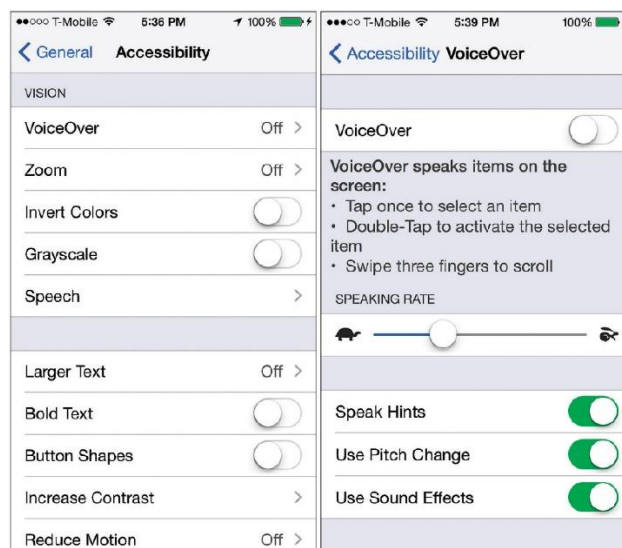 T-Mobile 5:36 PM 100%
General Accessibility
VISION
VoiceOver Off
Zoom Off
Invert Colors
Grayscale
Speech
Larger Text Off
Bold Text
Button Shapes
Increase Contrast
Reduce Motion Off
T-Mobile 5:39 PM 100%
Accessibility VoiceOver
VoiceOver
VoiceOver speaks items on the
screen:
• Tap once to select an item
• Double-Tap to activate the selected
item
• Swipe three fingers to scroll
SPEAKING RATE
Speak Hints
Use Pitch Change
Use Sound Effects